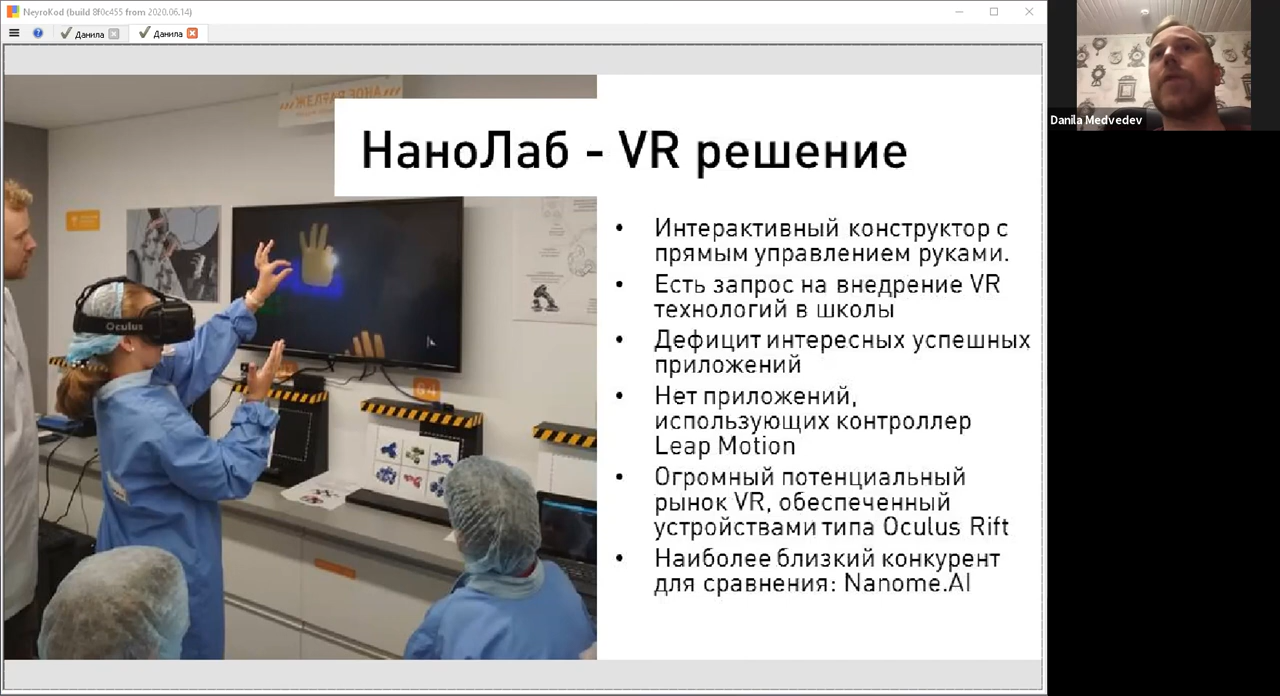 NeyroKod (build 8f0c455 from 2020.06.14)
Данила
Данила
Danila Medvedev
НаноЛаб - VR решение
• Интерактивный конструктор с
прямым управлением руками.
• Есть запрос на внедрение VR
технологий в школы
• Дефицит интересных успешных
приложений
• Нет приложений,
использующих контроллер
Leap Motion
• Огромный потенциальный
рынок VR, обеспеченный
устройствами типа Oculus Rift
• Наиболее близкий конкурент
для сравнения: Nanome.AI
Oculus
64